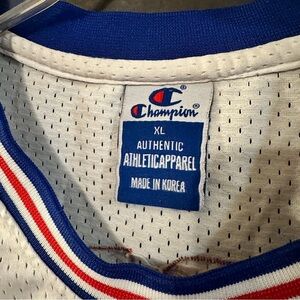 Champion
XL
AUTHENTIC
ATHLETICAPPAREL
MADE IN KOREA